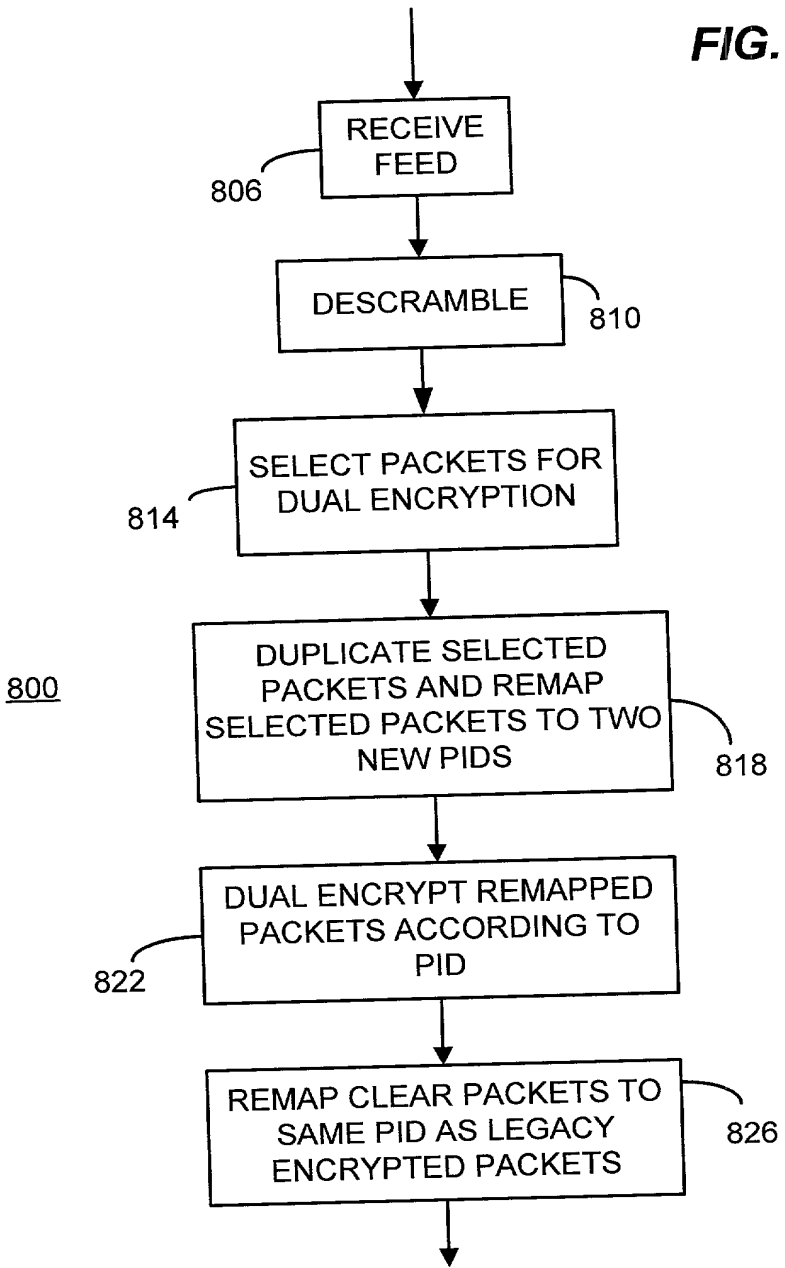 FIG.
RECEIVE
FEED
806
DESCRAMBLE
810
SELECT PACKETS FOR
DUAL ENCRYPTION
814
DUPLICATE SELECTED
PACKETS AND REMAP
SELECTED PACKETS TO TWO
NEW PIDS
800
818
DUAL ENCRYPT REMAPPED
PACKETS ACCORDING TO
PID
822
REMAP CLEAR PACKETS TO
SAME PID AS LEGACY
ENCRYPTED PACKETS
826